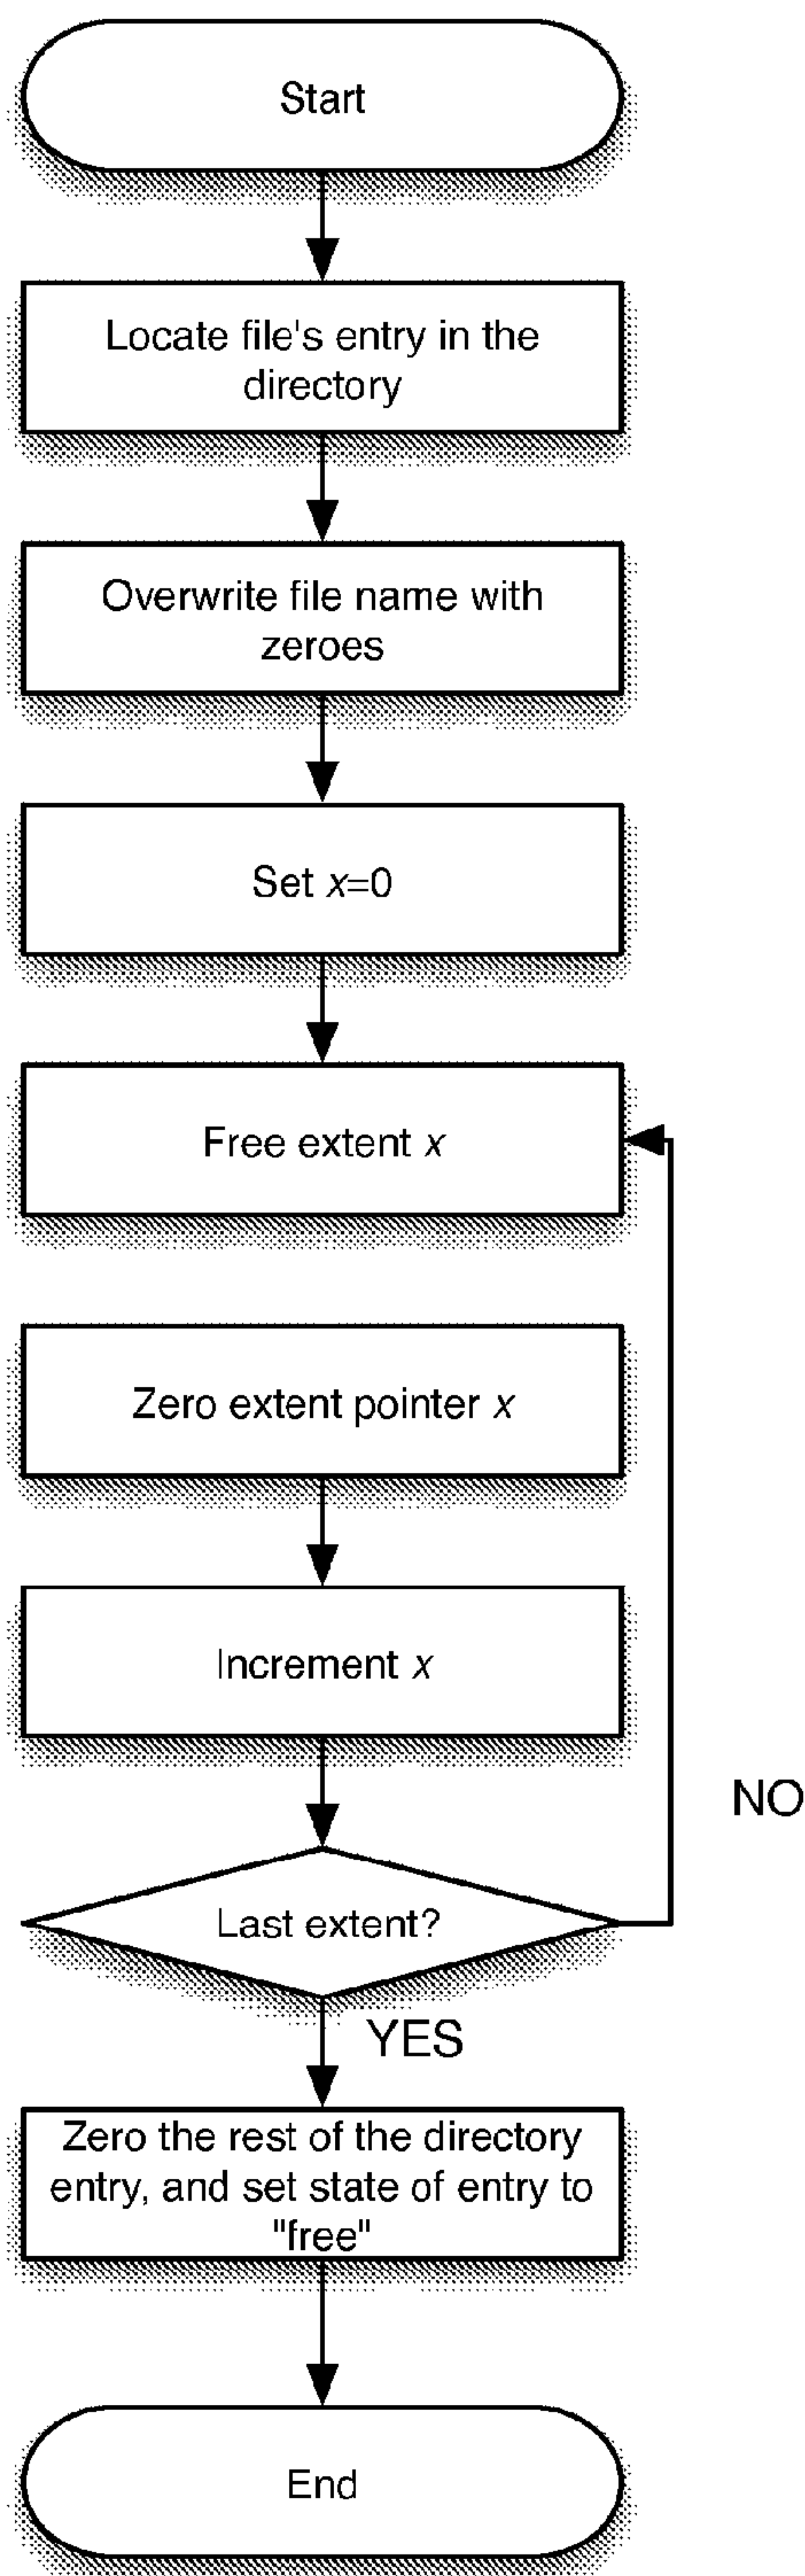 Start
Locate file's entry in the
directory
Overwrite file name with
zeroes
Set x=0
Free extent x
Zero extent pointer x
Increment x
NO
Last extent?
YES
Zero the rest of the directory
entry, and set state of entry to
"free"
End